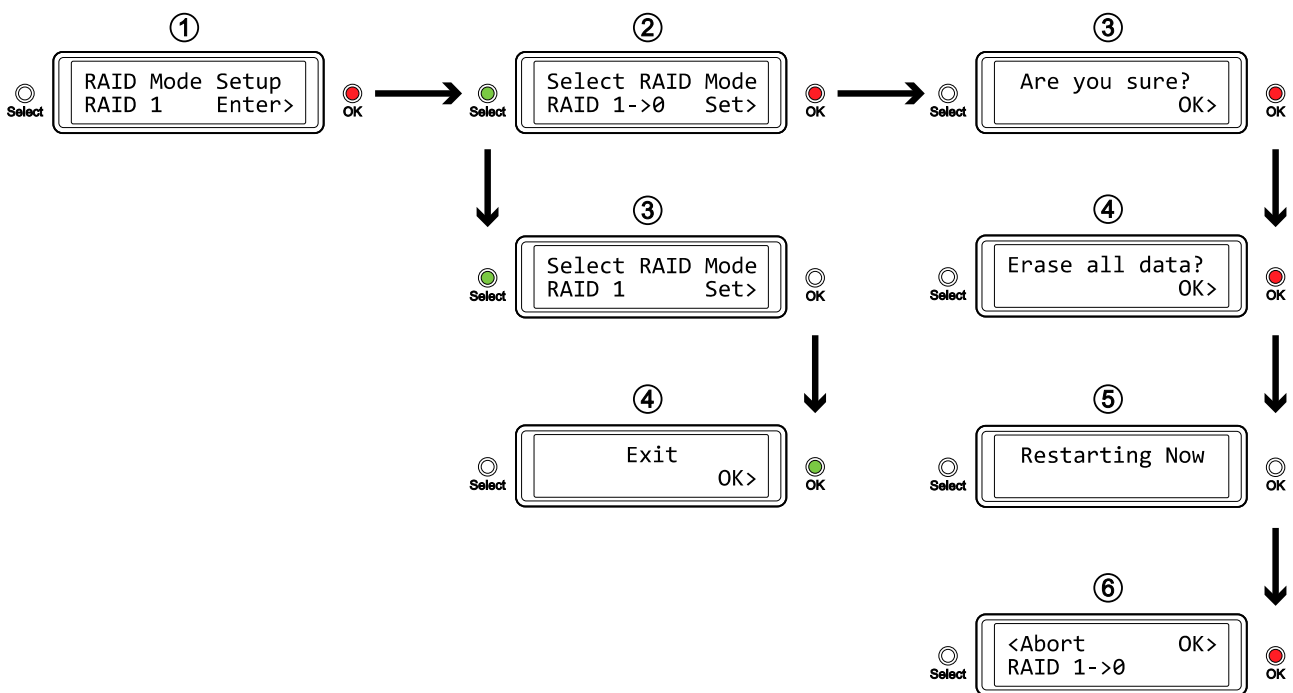 ①
RAID Mode Setup
RAID 1 Enter>
Select
OK
②
Select RAID Mode
RAID 1->0 Set>
Select
OK
③
Are you sure?
OK>
Select
OK
③
Select RAID Mode
RAID 1 Set>
Select
OK
④
Erase all data?
OK>
Select
OK
④
Exit
OK>
Select
OK
⑤
Restarting Now
Select
OK
⑥
<Abort OK>
RAID 1->0
Select
OK